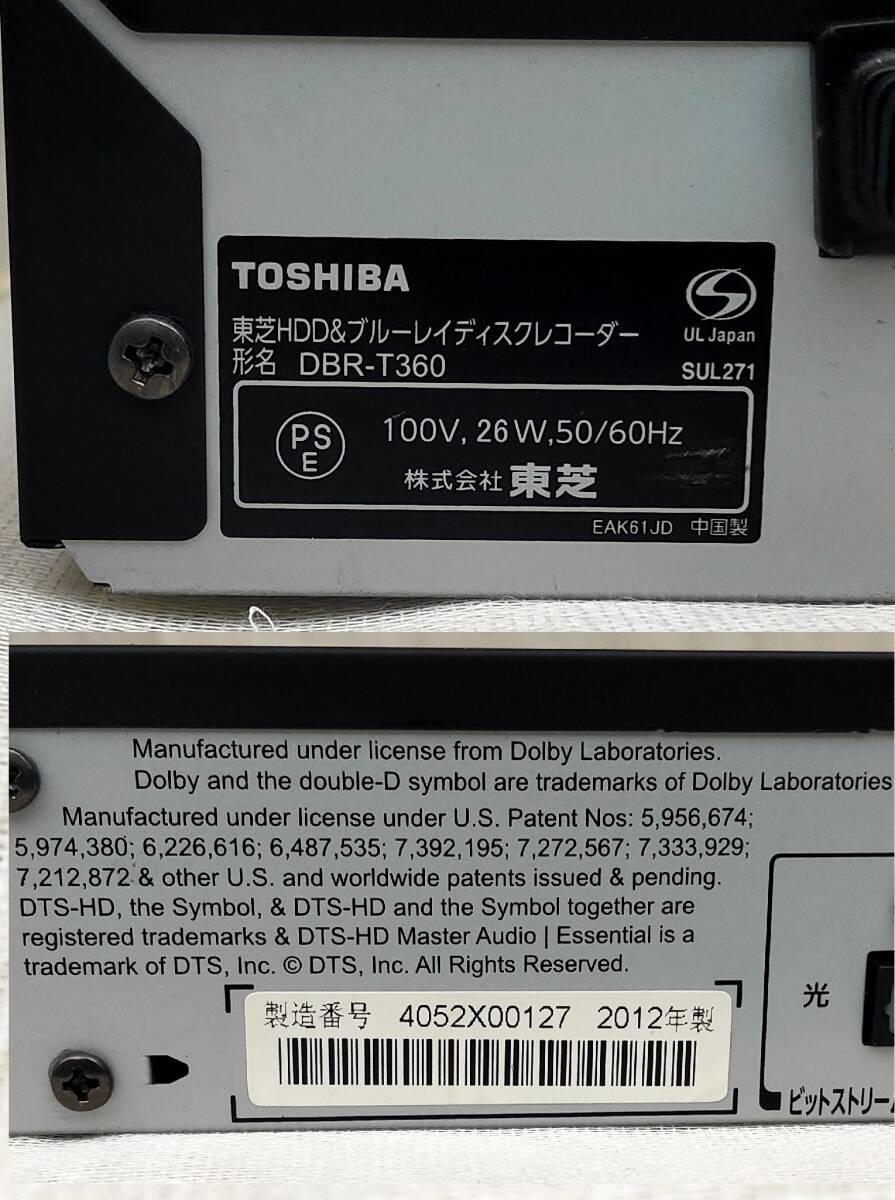 TOSHIBA
東芝HDD&ブルーレイディスクレコーダー
形名 DBR-T360
UL Japan
SUL271
PS
E
100V, 26W,50/60Hz
株式会社 東芝
EAK61JD 中国製
Manufactured under license from Dolby Laboratories.
Dolby and the double-D symbol are trademarks of Dolby Laboratories
Manufactured under license under U.S. Patent Nos: 5,956,674;
5,974,380; 6,226,616; 6,487,535; 7,392,195; 7,272,567; 7,333,929;
7,212,872 & other U.S. and worldwide patents issued & pending.
DTS-HD, the Symbol, & DTS-HD and the Symbol together are
registered trademarks & DTS-HD Master Audio | Essential is a
trademark of DTS, Inc. © DTS, Inc. All Rights Reserved.
製造番号 4052X00127 2012年製
光
ビットストリーム